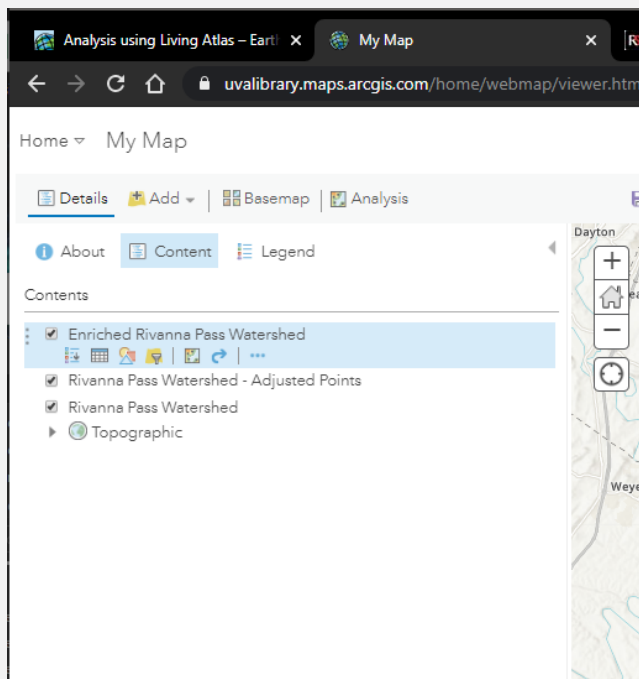 Analysis using Living Atlas – Eart
My Map
uvalibrary.maps.arcgis.com/home/webmap/viewer.htm
Home My Map
Details Add Basemap Analysis
About Content Legend
Contents
Enriched Rivanna Pass Watershed
Rivanna Pass Watershed - Adjusted Points
Rivanna Pass Watershed
Topographic
Dayton
Weye